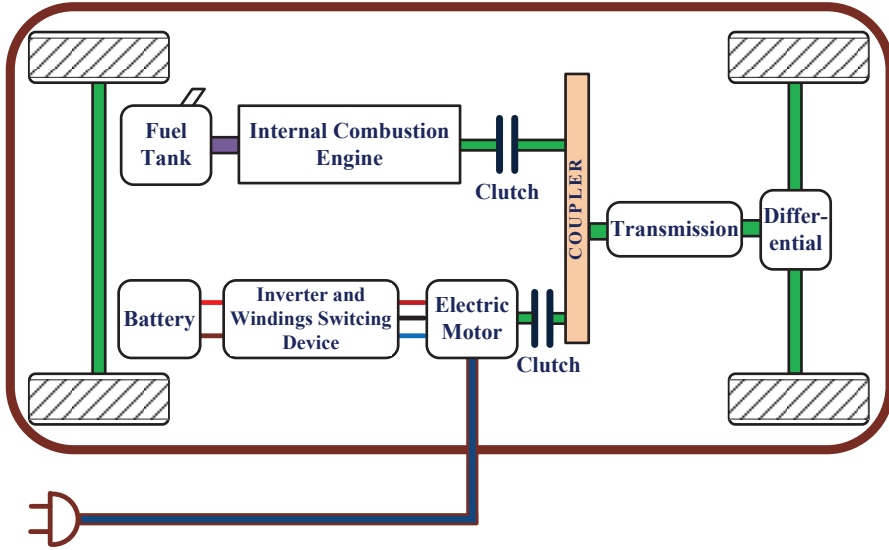 Fuel
Tank
Internal Combustion
Engine
Clutch
COUPLER
Transmission
Differ-
ential
Battery
Inverter and
Windings Switcing
Device
Electric
Motor
Clutch